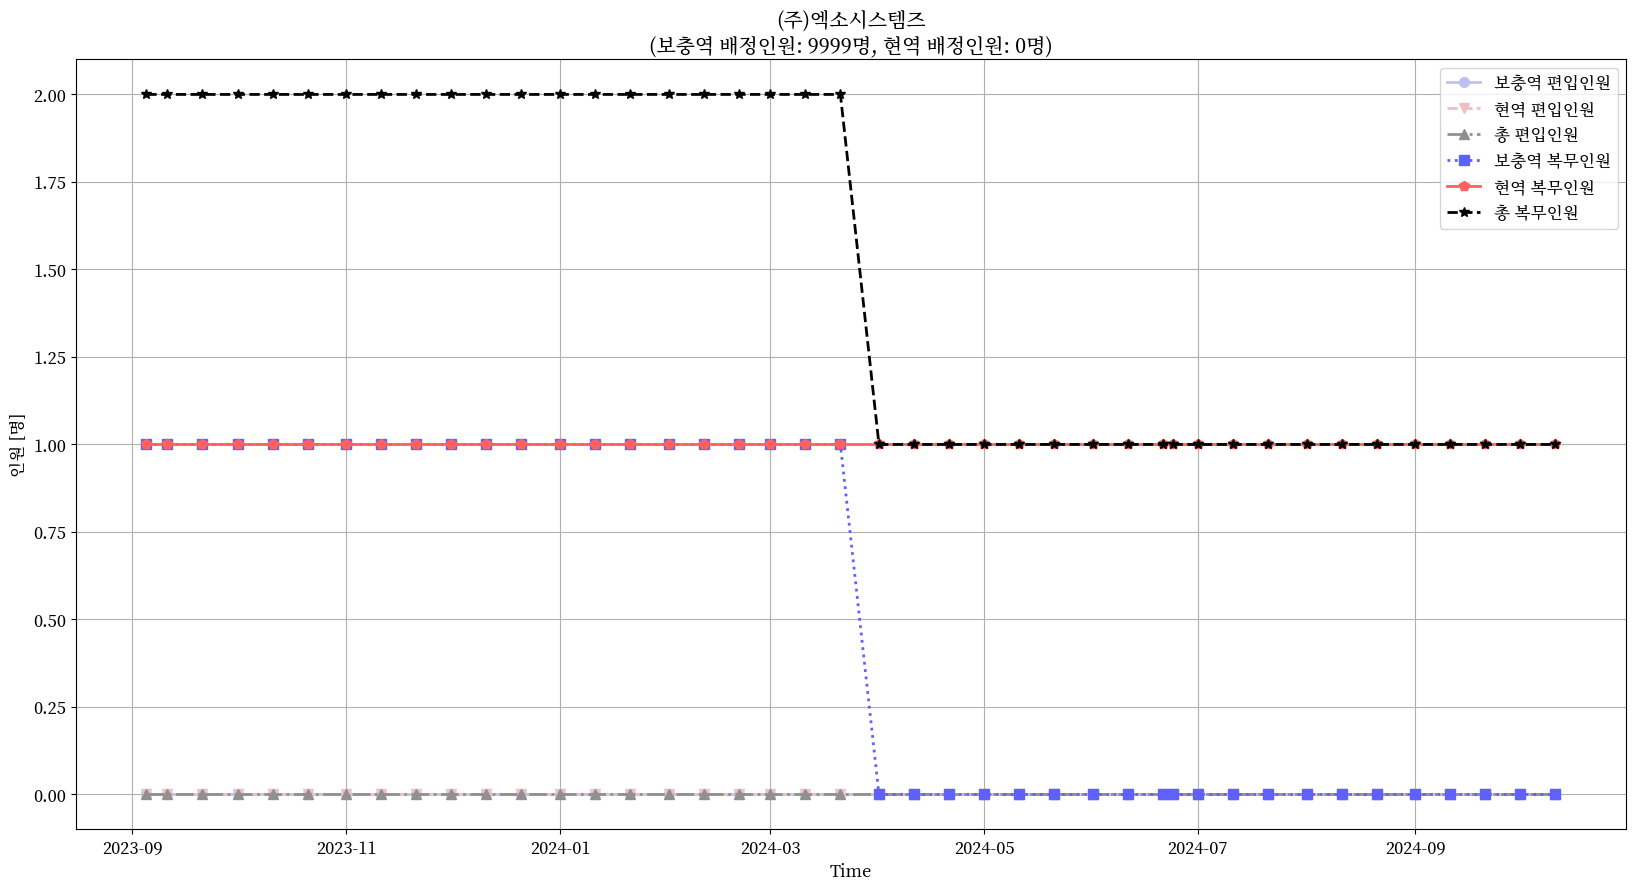 (주)엑소시스템즈
(보충역 배정인원: 9999명, 현역 배정인원: 0명)
보충역 편입인원
현역 편입인원
총 편입인원
보충역 복무인원
현역 복무인원
총 복무인원
인원 [명]
2.00
1.75
1.50
1.25
1.00
0.75
0.50
0.25
0.00
2023-09 2023-11 2024-01 2024-03 2024-05 2024-07 2024-09
Time